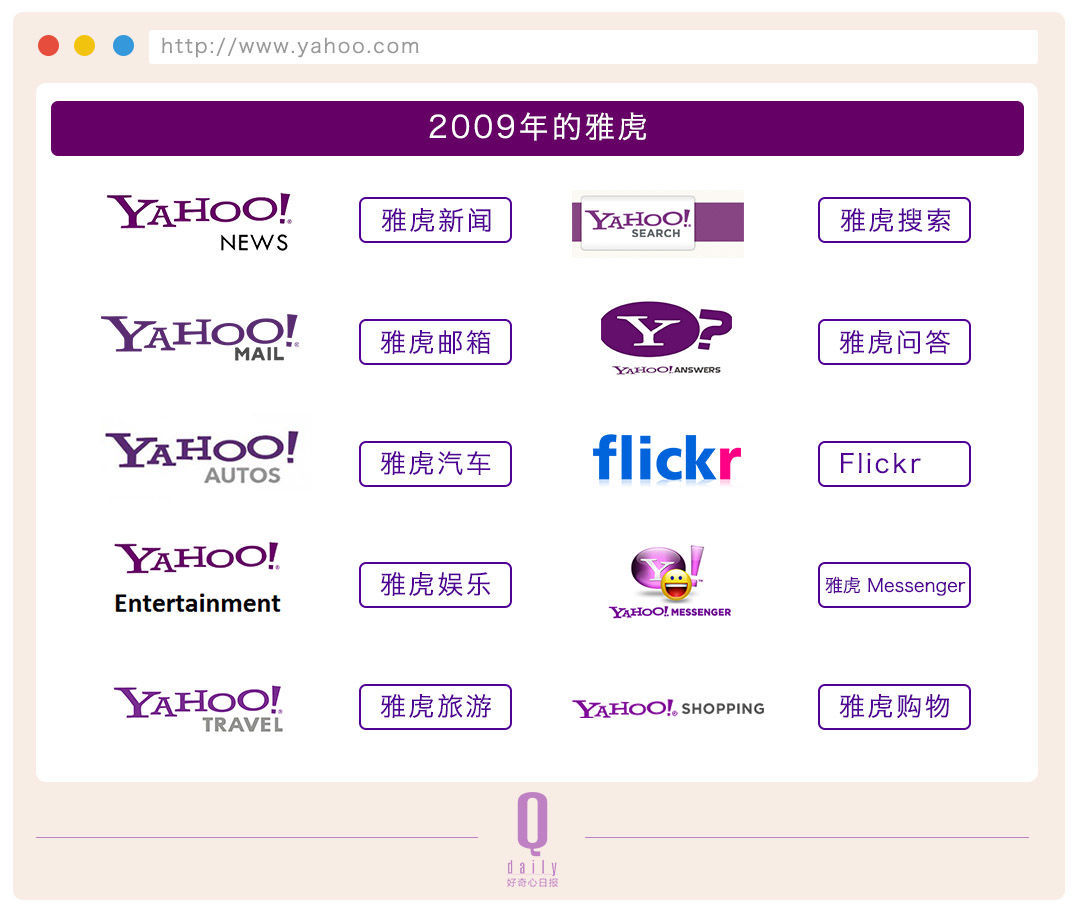 http://www.yahoo.com
2009年的雅虎
YAHOO!
NEWS
雅虎新闻
YAHOO!
SEARCH
雅虎搜索
YAHOO!
MAIL
雅虎邮箱
Y?
YAHOO! ANSWERS
雅虎问答
YAHOO!
AUTOS
雅虎汽车
flickr
Flickr
YAHOO!
Entertainment
雅虎娱乐
Y!
YAHOO! MESSENGER
雅虎 Messenger
YAHOO!
TRAVEL
雅虎旅游
YAHOO! SHOPPING
雅虎购物
Q
daily
好奇心日报